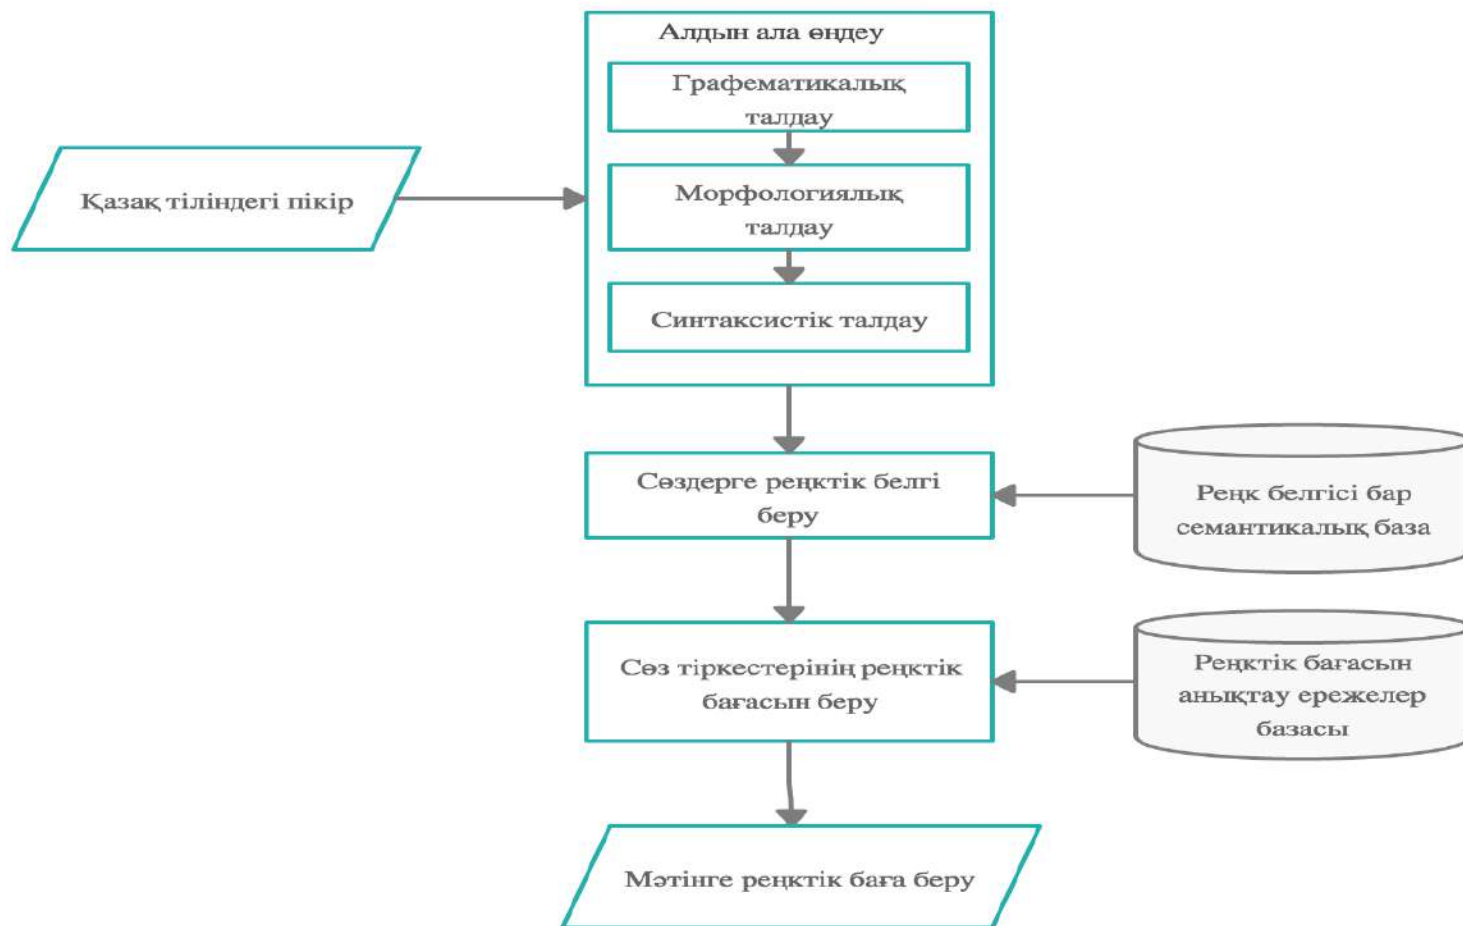 Алдын ала өңдеу
Графематикалық
талдау
Қазақ тіліндегі пікір
Морфологиялық
талдау
Синтаксистік талдау
Сөздерге реңктік белгі
беру
Реңк белгісі бар
семантикалық база
Сөз тіркестерінің реңктік
бағасын беру
Реңктік бағасын
анықтау ережелер
базасы
Мәтінге реңктік баға беру